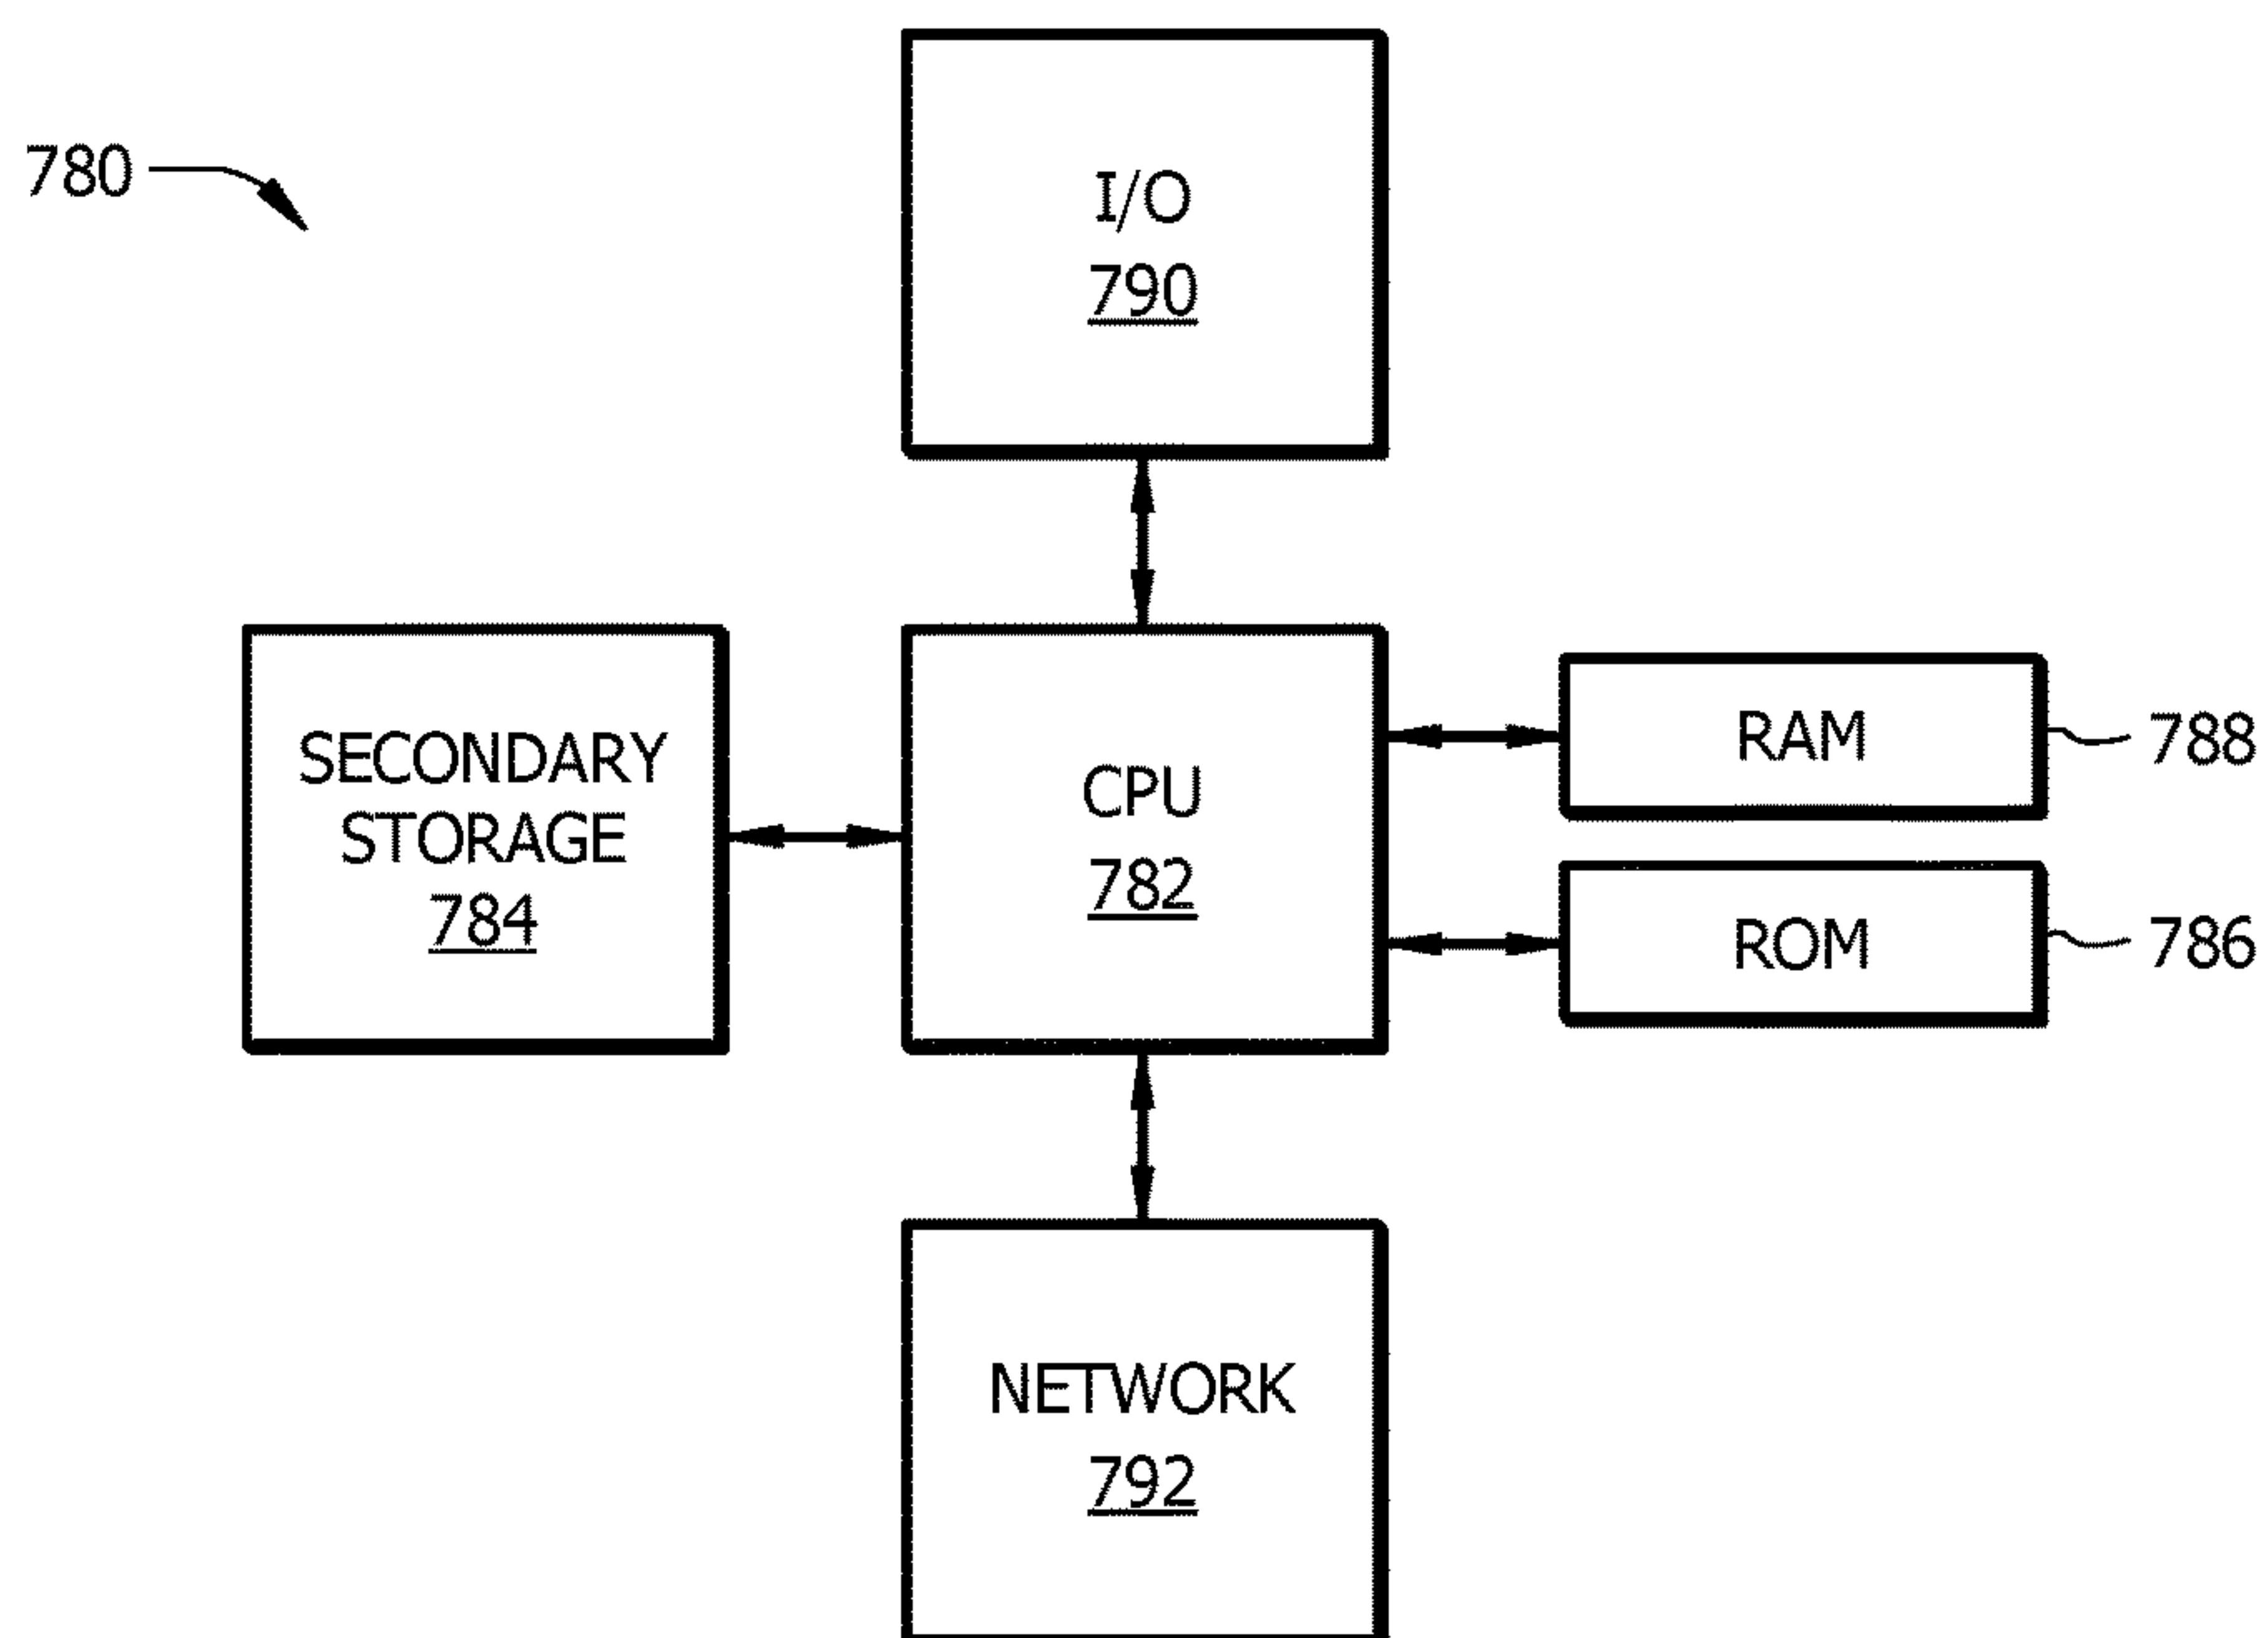 780
I/O
790
SECONDARY
STORAGE
784
CPU
782
RAM
788
ROM
786
NETWORK
792